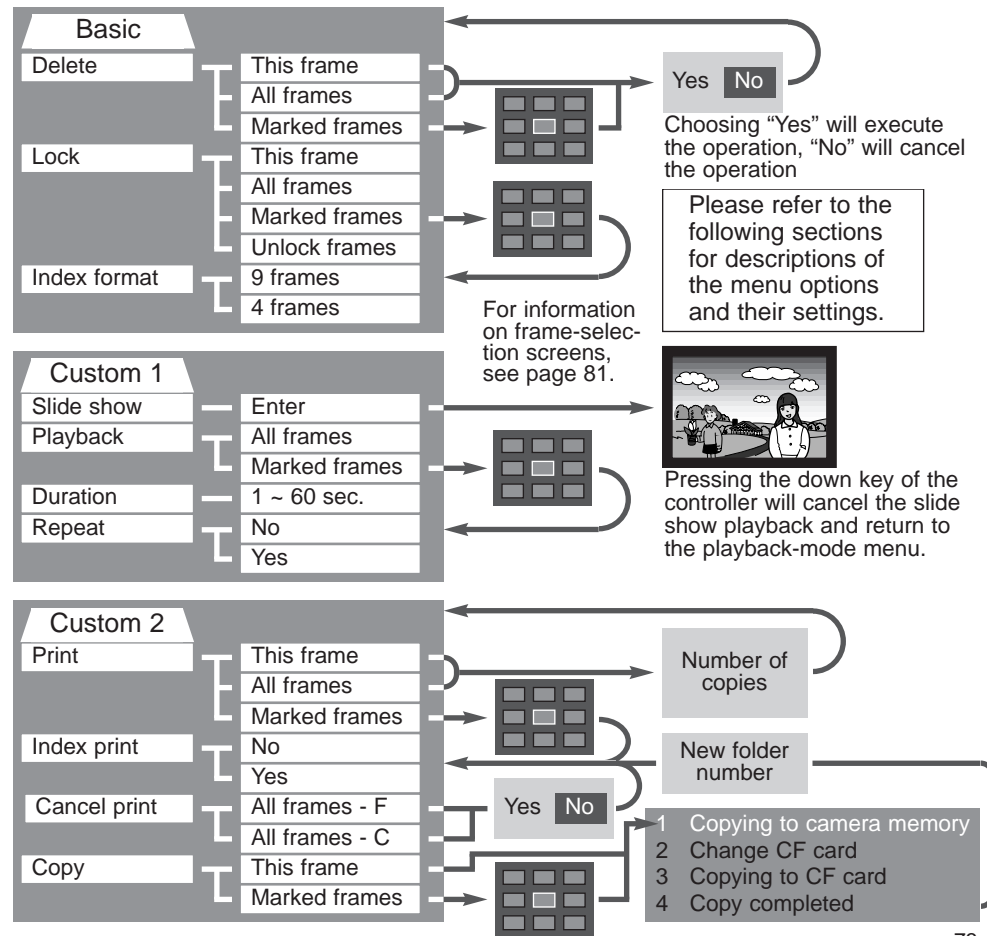 Basic
Delete
This frame
All frames
Marked frames
Lock
This frame
All frames
Marked frames
Unlock frames
Index format
9 frames
4 frames
Yes No
Choosing “Yes” will execute
the operation, “No” will cancel
the operation
Please refer to the
following sections
for descriptions of
the menu options
and their settings.
For information
on frame-selec-
tion screens,
see page 81.
Custom 1
Slide show
Enter
Playback
All frames
Marked frames
Duration
1 ~ 60 sec.
Repeat
No
Yes
Pressing the down key of the
controller will cancel the slide
show playback and return to
the playback-mode menu.
Custom 2
Print
This frame
All frames
Marked frames
Index print
No
Yes
Cancel print
All frames - F
All frames - C
Copy
This frame
Marked frames
Number of
copies
New folder
number
Yes No
1 Copying to camera memory
2 Change CF card
3 Copying to CF card
4 Copy completed